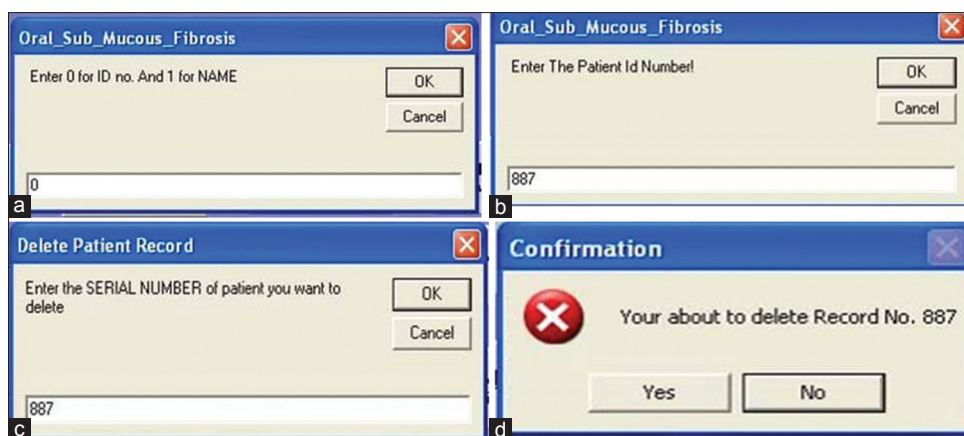 Oral_Sub_Mucous_Fibrosis
Enter 0 for ID no. And 1 for NAME
OK
Cancel
0
a
Oral_Sub_Mucous_Fibrosis
Enter The Patient Id Number!
OK
Cancel
887
b
Delete Patient Record
Enter the SERIAL NUMBER of patient you want to
delete
OK
Cancel
887
c
Confirmation
Your about to delete Record No. 887
Yes
No
d